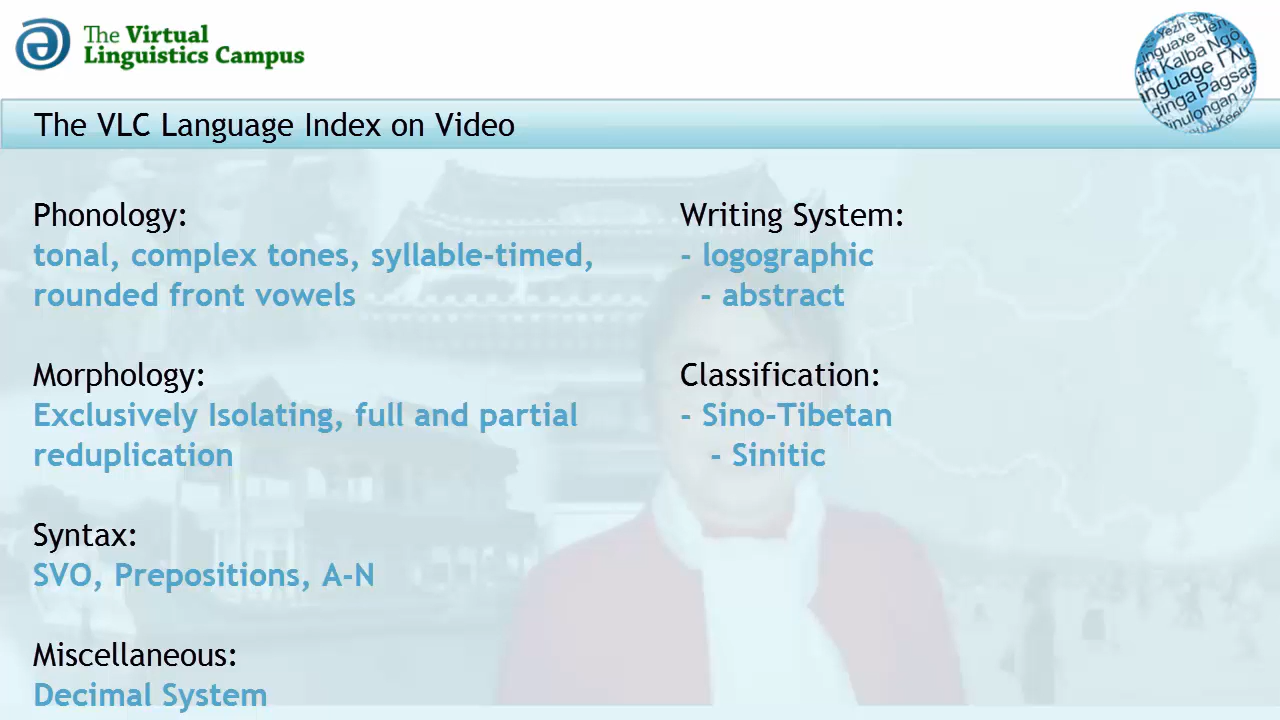 The Virtual
Linguistics Campus
The VLC Language Index on Video
Phonology:
tonal, complex tones, syllable-timed,
rounded front vowels
Morphology:
Exclusively Isolating, full and partial
reduplication
Syntax:
SVO, Prepositions, A-N
Miscellaneous:
Decimal System
Writing System:
- logographic
- abstract
Classification:
- Sino-Tibetan
- Sinitic